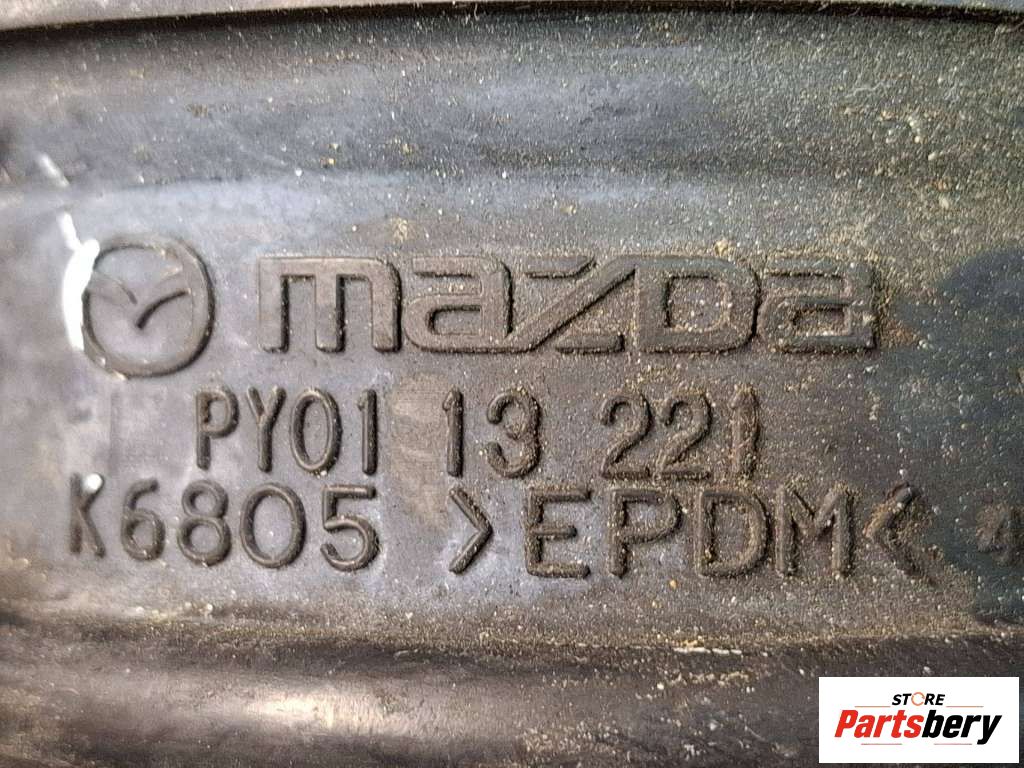 mazda
PY01 13 221
K6805 >EPDM<
STORE
Partsbery